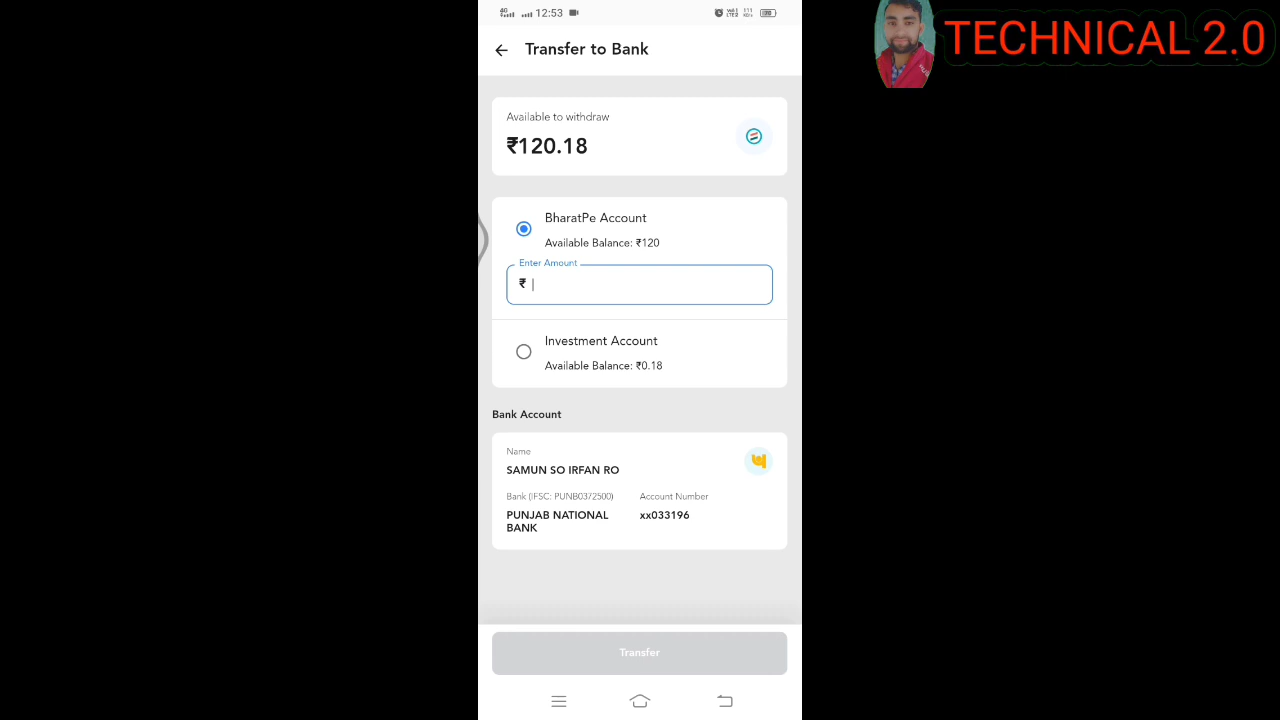 4G
12:53
TECHNICAL 2.0
Transfer to Bank
Available to withdraw
₹120.18
BharatPe Account
Available Balance: ₹120
Enter Amount
₹
Investment Account
Available Balance: ₹0.18
Bank Account
Name
SAMUN SO IRFAN RO
Bank (IFSC: PUNB0372500) Account Number
PUNJAB NATIONAL xx033196
BANK
Transfer